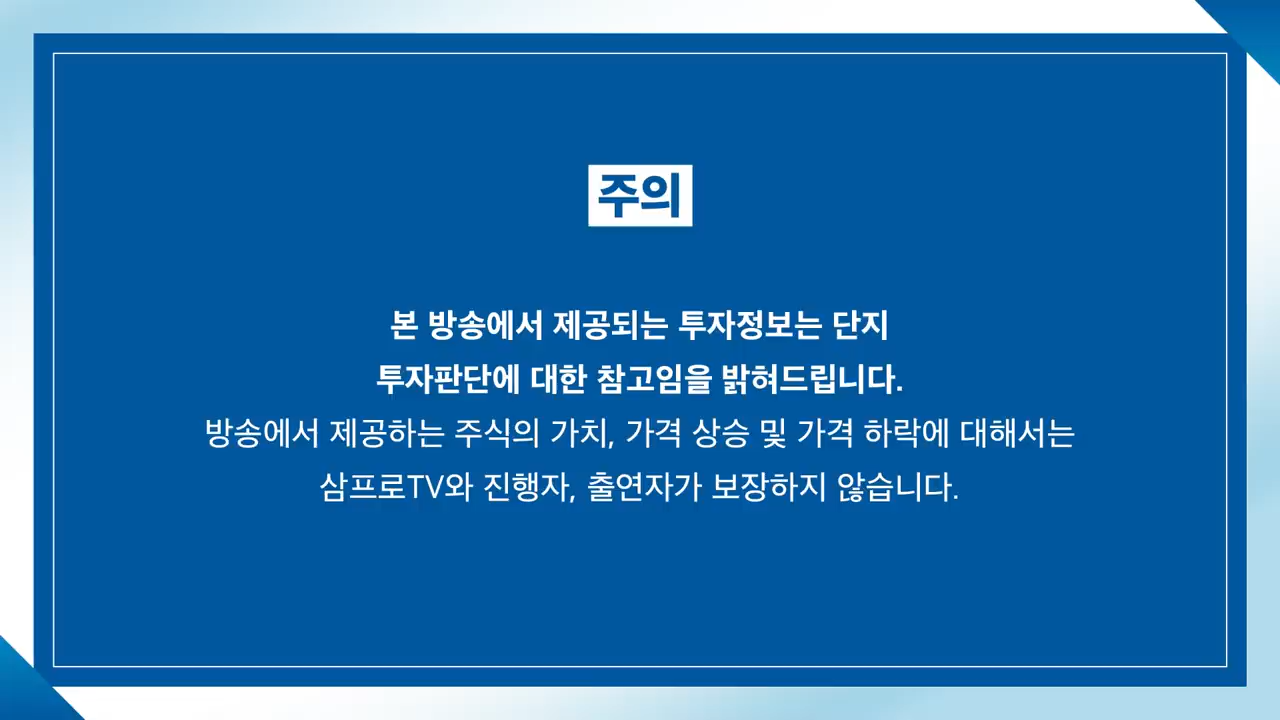 주의
본 방송에서 제공되는 투자정보는 단지
투자판단에 대한 참고임을 밝혀드립니다.
방송에서 제공하는 주식의 가치, 가격 상승 및 가격 하락에 대해서는
삼프로TV와 진행자, 출연자가 보장하지 않습니다.